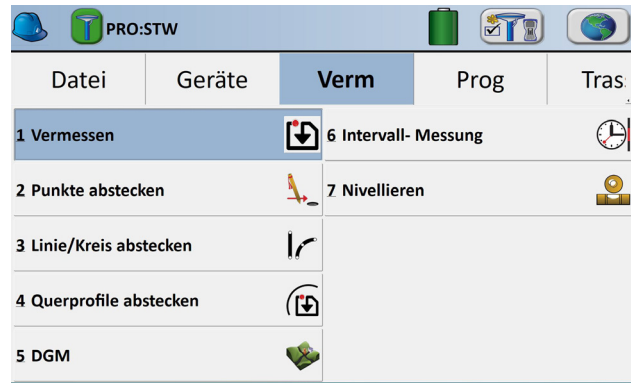 PRO:STW
Datei Geräte Verm Prog Tras
1 Vermessen
6 Intervall- Messung
2 Punkte abstecken
7 Nivellieren
3 Linie/Kreis abstecken
4 Querprofile abstecken
5 DGM